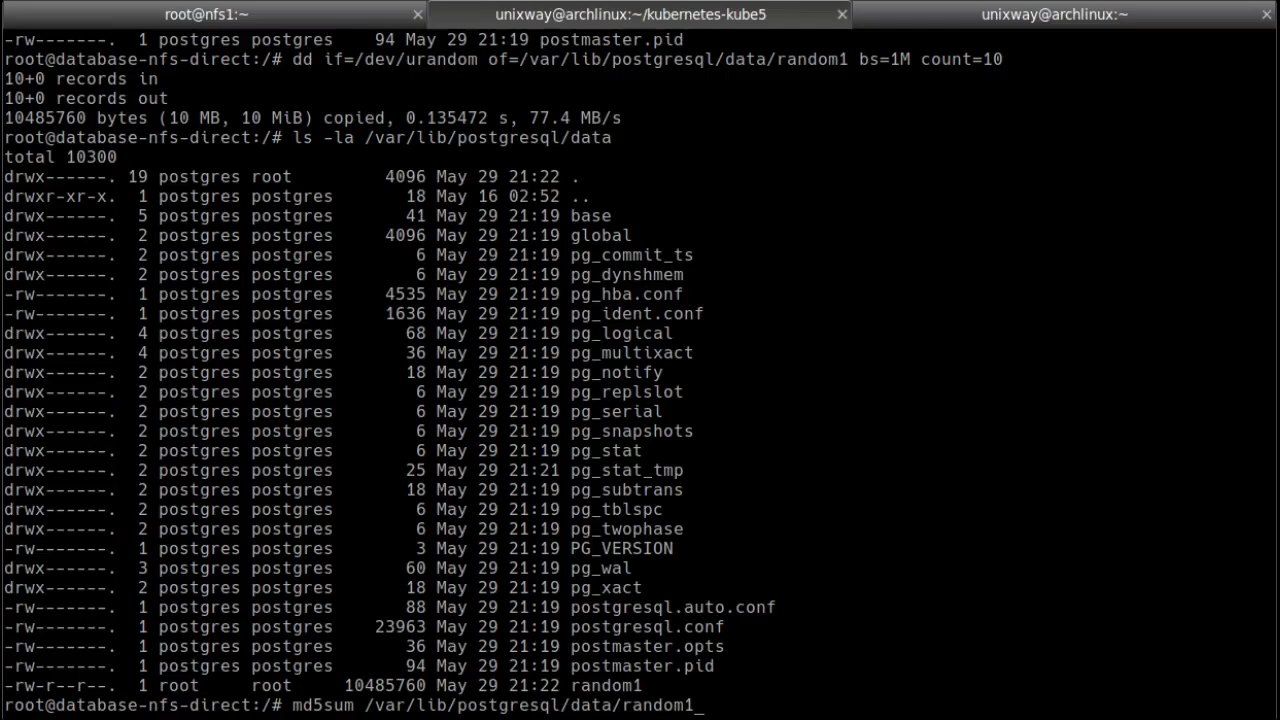 root@nfs1:~ × unixway@archlinux:~/kubernetes-kube5 × unixway@archlinux:~ ×
-rw-------.  1 postgres postgres    94 May 29 21:19 postmaster.pid
root@database-nfs-direct:/# dd if=/dev/urandom of=/var/lib/postgresql/data/random1 bs=1M count=10
10+0 records in
10+0 records out
10485760 bytes (10 MB, 10 MiB) copied, 0.135472 s, 77.4 MB/s
root@database-nfs-direct:/# ls -la /var/lib/postgresql/data
total 10300
drwx------. 19 postgres root         4096 May 29 21:22 .
drwxr-xr-x.  1 postgres postgres       18 May 16 02:52 ..
drwx------.  5 postgres postgres       41 May 29 21:19 base
drwx------.  2 postgres postgres     4096 May 29 21:19 global
drwx------.  2 postgres postgres        6 May 29 21:19 pg_commit_ts
drwx------.  2 postgres postgres        6 May 29 21:19 pg_dynshmem
-rw-------.  1 postgres postgres     4535 May 29 21:19 pg_hba.conf
-rw-------.  1 postgres postgres     1636 May 29 21:19 pg_ident.conf
drwx------.  4 postgres postgres       68 May 29 21:19 pg_logical
drwx------.  4 postgres postgres       36 May 29 21:19 pg_multixact
drwx------.  2 postgres postgres       18 May 29 21:19 pg_notify
drwx------.  2 postgres postgres        6 May 29 21:19 pg_replslot
drwx------.  2 postgres postgres        6 May 29 21:19 pg_serial
drwx------.  2 postgres postgres        6 May 29 21:19 pg_snapshots
drwx------.  2 postgres postgres        6 May 29 21:19 pg_stat
drwx------.  2 postgres postgres       25 May 29 21:21 pg_stat_tmp
drwx------.  2 postgres postgres       18 May 29 21:19 pg_subtrans
drwx------.  2 postgres postgres        6 May 29 21:19 pg_tblspc
drwx------.  2 postgres postgres        6 May 29 21:19 pg_twophase
-rw-------.  1 postgres postgres        3 May 29 21:19 PG_VERSION
drwx------.  3 postgres postgres       60 May 29 21:19 pg_wal
drwx------.  2 postgres postgres       18 May 29 21:19 pg_xact
-rw-------.  1 postgres postgres       88 May 29 21:19 postgresql.auto.conf
-rw-------.  1 postgres postgres    23963 May 29 21:19 postgresql.conf
-rw-------.  1 postgres postgres       36 May 29 21:19 postmaster.opts
-rw-------.  1 postgres postgres       94 May 29 21:19 postmaster.pid
-rw-r--r--.  1 root     root     10485760 May 29 21:22 random1
root@database-nfs-direct:/# md5sum /var/lib/postgresql/data/random1_